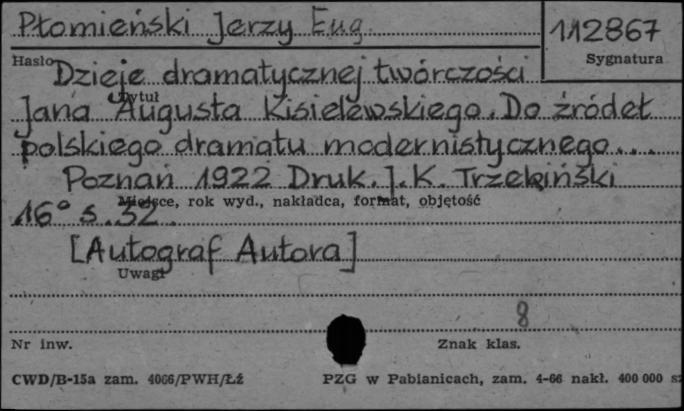 Płomieński Jerzy Eug.
112867
Hasło
Sygnatura
Dzieje dramatycznej twórczości
Tytuł
Jana Augusta Kisielewskiego. Do źródeł
polskiego dramatu modernistycznego...
Poznań 1922 Druk. J. K. Trzebiński
Miejsce, rok wyd., nakładca, format, objętość
16° s. 32.
[Autograf Autora]
Uwagi
8
Nr inw.
Znak klas.
CWD/B-15a zam. 4066/PWH/Łź
PZG w Pabianicach, zam. 4-66 nakł. 400 000 sz